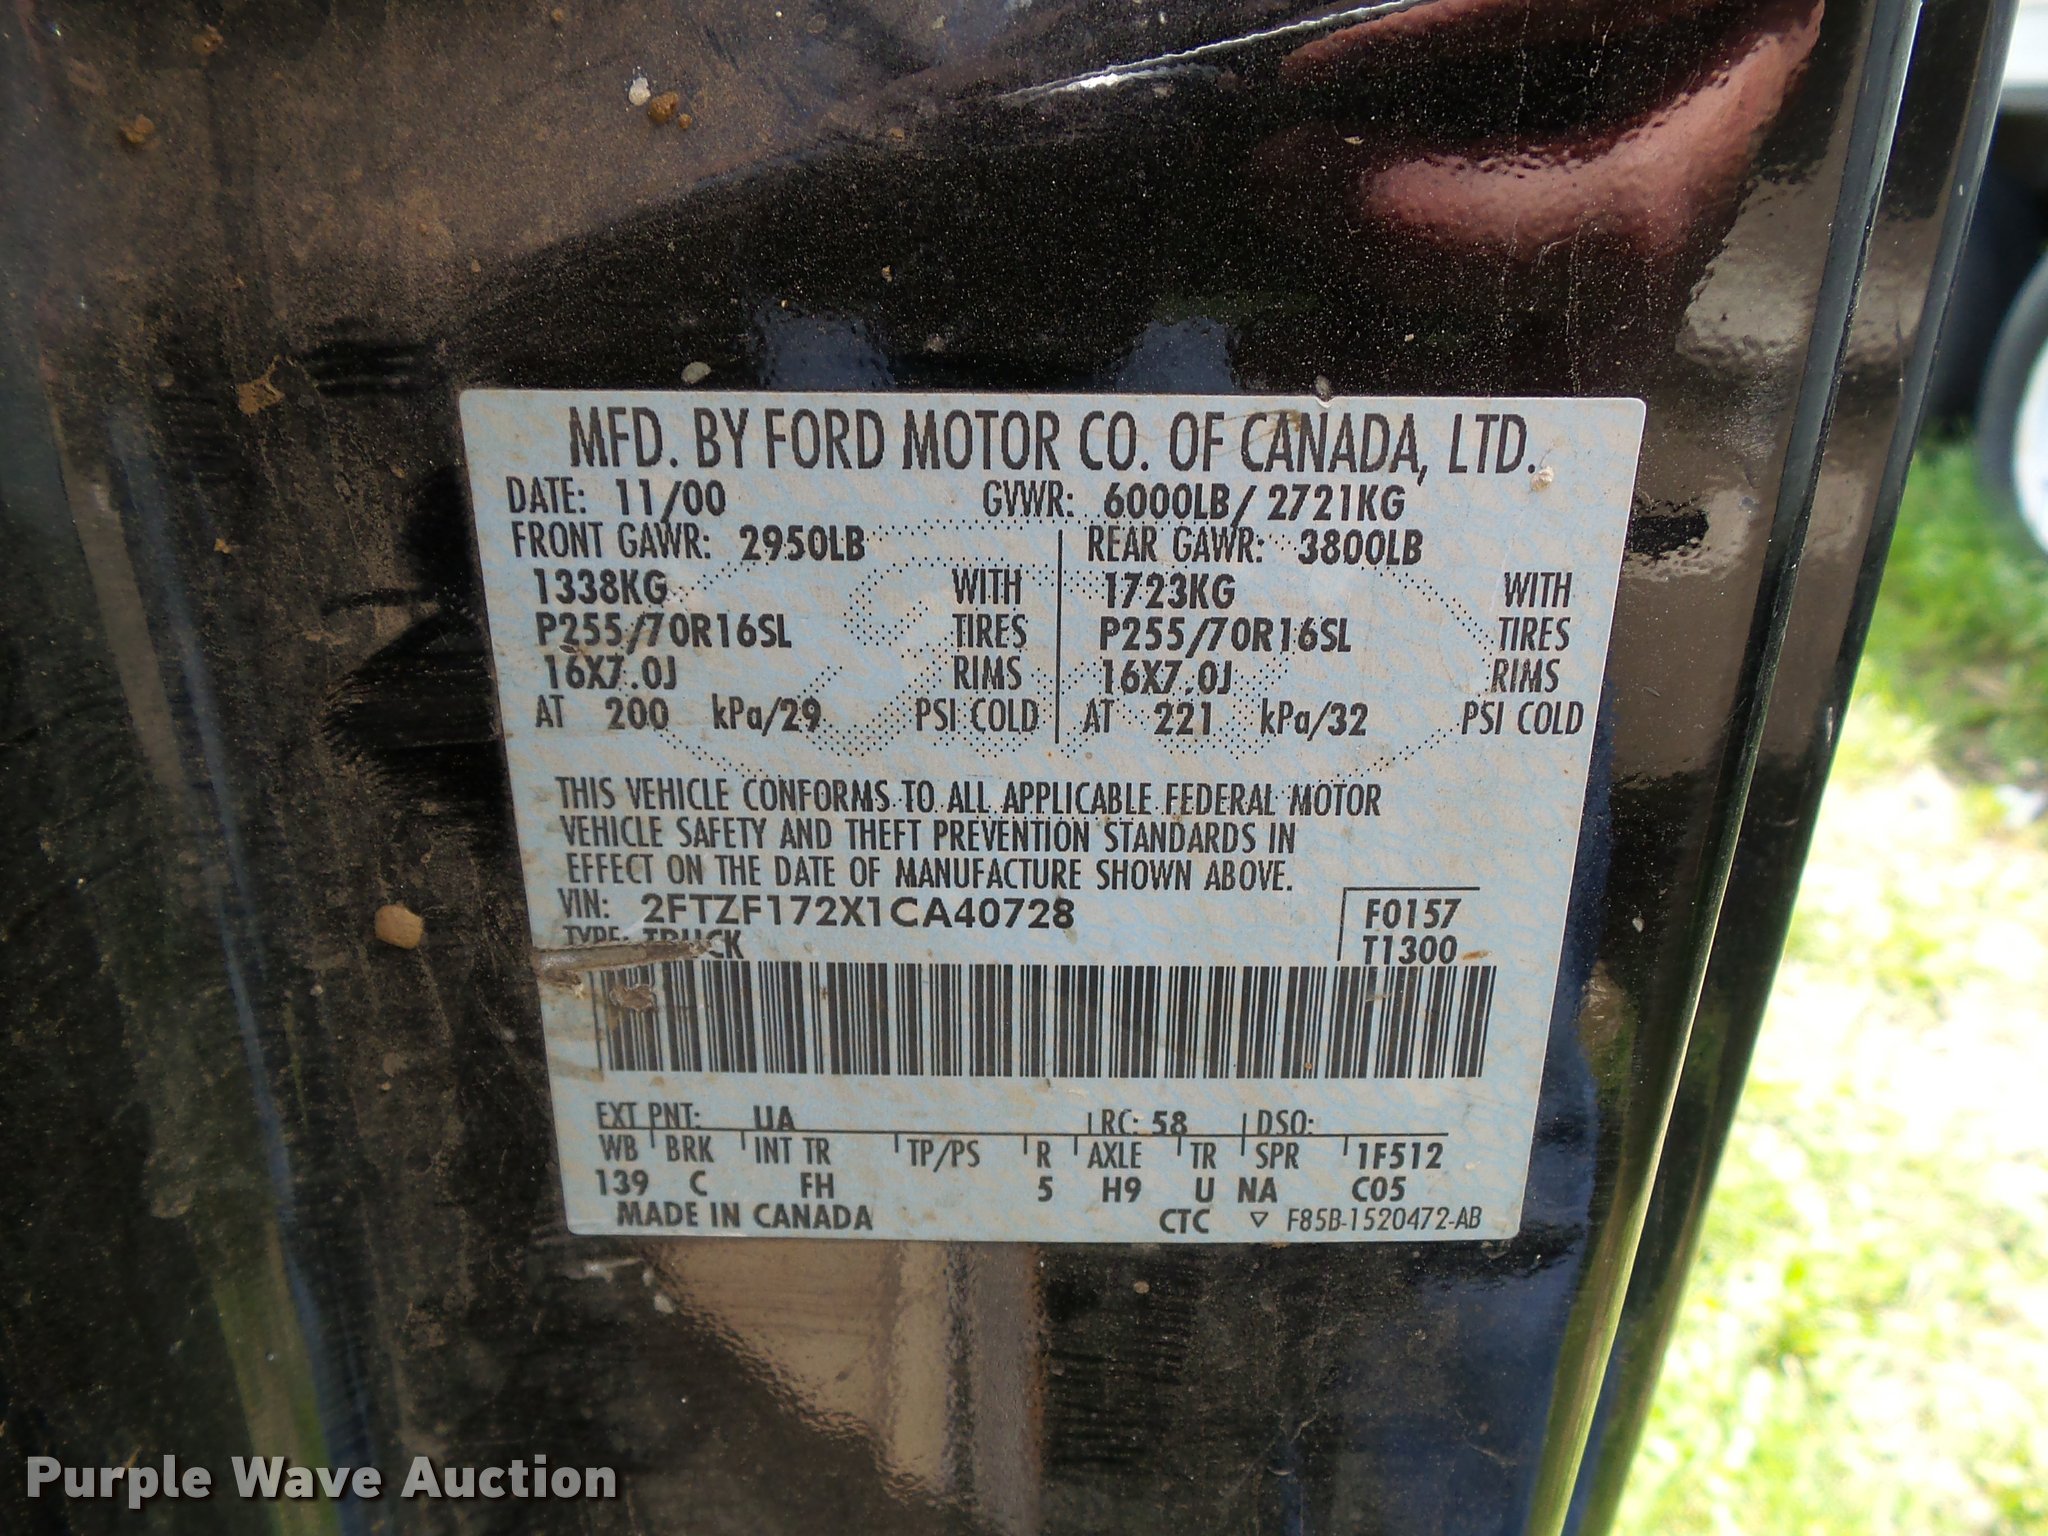 MFD. BY FORD MOTOR CO. OF CANADA, LTD.
DATE: 11/00 GVWR: 6000LB/2721KG
FRONT GAWR: 2950LB REAR GAWR: 3800LB
1338KG WITH 1723KG WITH
P255/70R16SL TIRES P255/70R16SL TIRES
16X7.0J RIMS 16X7.0J RIMS
AT 200 kPa/29 PSI COLD AT 221 kPa/32 PSI COLD
THIS VEHICLE CONFORMS TO ALL APPLICABLE FEDERAL MOTOR
VEHICLE SAFETY AND THEFT PREVENTION STANDARDS IN
EFFECT ON THE DATE OF MANUFACTURE SHOWN ABOVE.
VIN: 2FTZF172X1CA40728 F0157
TYPE: TRUCK T1300
EXT PNT: UA RC: 58 DSO:
WB BRK INT TR TP/PS R AXLE TR SPR 1F512
139 C FH 5 H9 U NA C05
MADE IN CANADA CTC ▽ F85B-1520472-AB
Purple Wave Auction